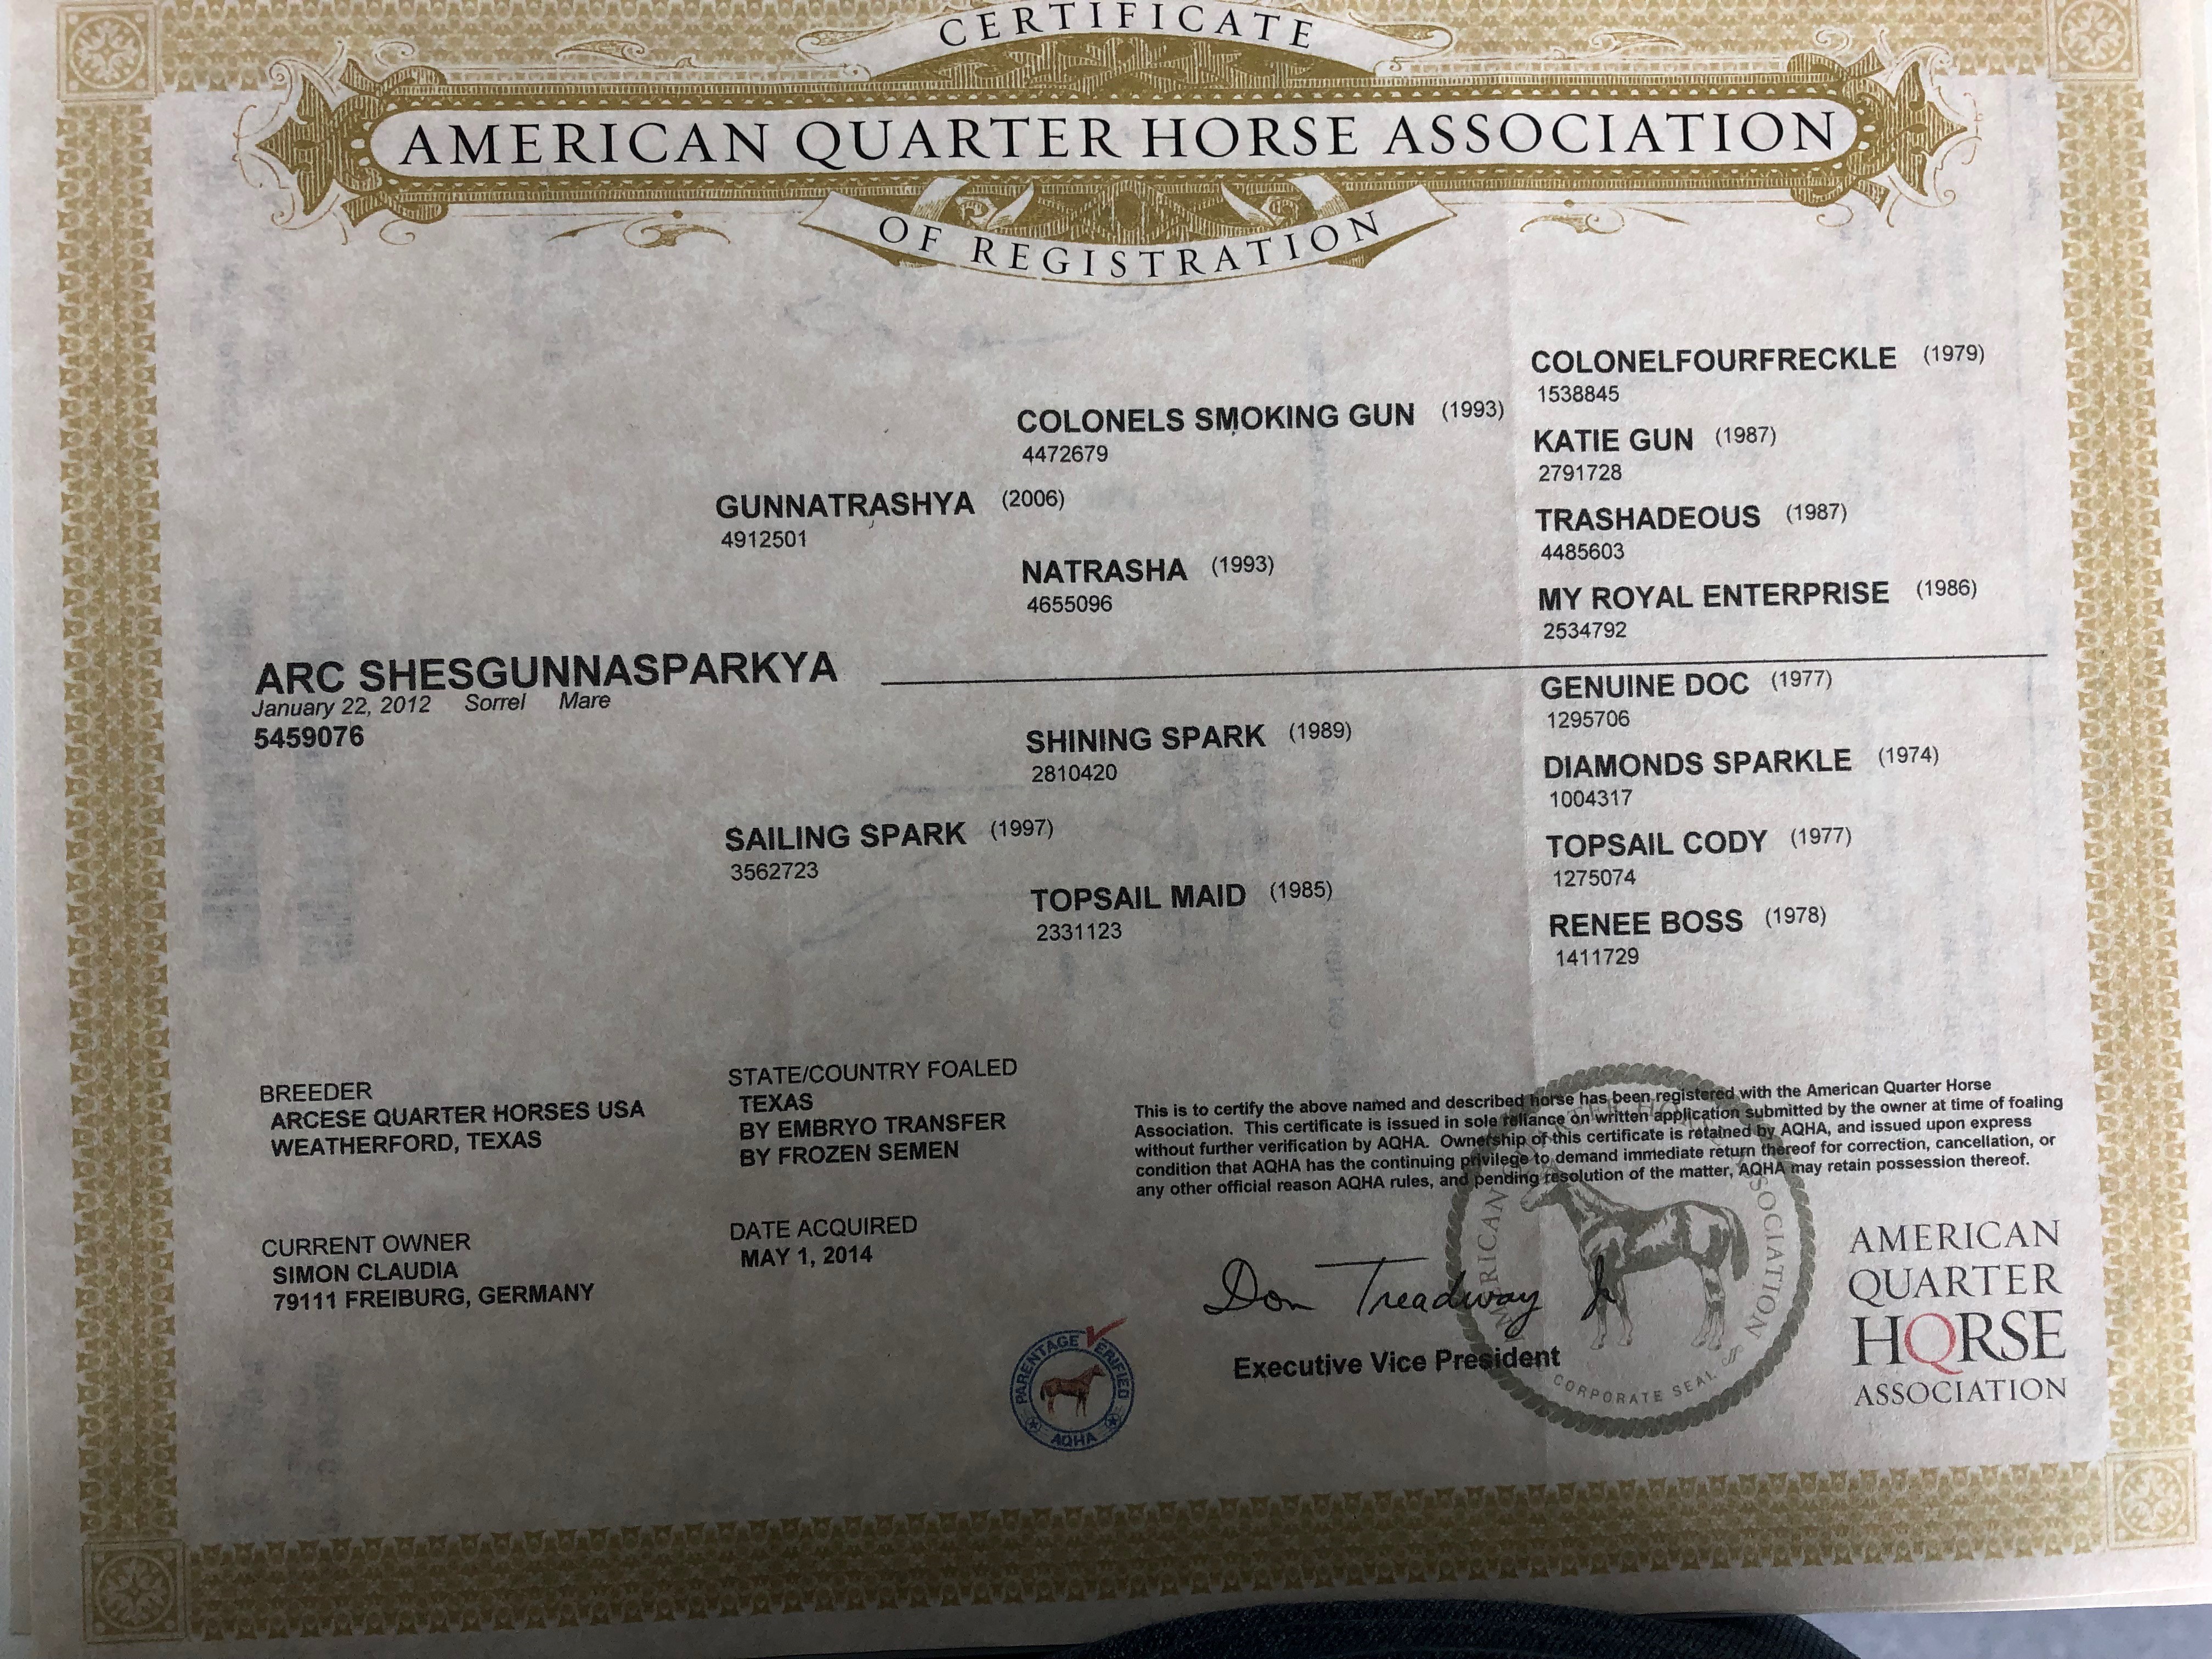 CERTIFICATE
AMERICAN QUARTER HORSE ASSOCIATION
OF REGISTRATION
COLONELFOURFRECKLE (1979)
1538845
COLONELS SMOKING GUN (1993)
4472679
KATIE GUN (1987)
2791728
GUNNATRASHYA (2006)
4912501
TRASHADEOUS (1987)
4485603
NATRASHA (1993)
4655096
MY ROYAL ENTERPRISE (1986)
2534792
ARC SHESGUNNASPARKYA
January 22, 2012 Sorrel Mare
5459076
GENUINE DOC (1977)
1295706
SHINING SPARK (1989)
2810420
DIAMONDS SPARKLE (1974)
1004317
SAILING SPARK (1997)
3562723
TOPSAIL CODY (1977)
1275074
TOPSAIL MAID (1985)
2331123
RENEE BOSS (1978)
1411729
BREEDER
ARCESE QUARTER HORSES USA
WEATHERFORD, TEXAS
STATE/COUNTRY FOALED
TEXAS
BY EMBRYO TRANSFER
BY FROZEN SEMEN
This is to certify the above named and described horse has been registered with the American Quarter Horse
Association. This certificate is issued in sole reliance on written application submitted by the owner at time of foaling
without further verification by AQHA. Ownership of this certificate is retained by AQHA, and issued upon express
condition that AQHA has the continuing privilege to demand immediate return thereof for correction, cancellation, or
any other official reason AQHA rules, and pending resolution of the matter, AQHA may retain possession thereof.
CURRENT OWNER
SIMON CLAUDIA
79111 FREIBURG, GERMANY
DATE ACQUIRED
MAY 1, 2014
Don Treadway Jr
Executive Vice President
PARENTAGE VERIFIED
AQHA
AMERICAN QUARTER HORSE ASSOCIATION
CORPORATE SEAL
AMERICAN
QUARTER
HORSE
ASSOCIATION